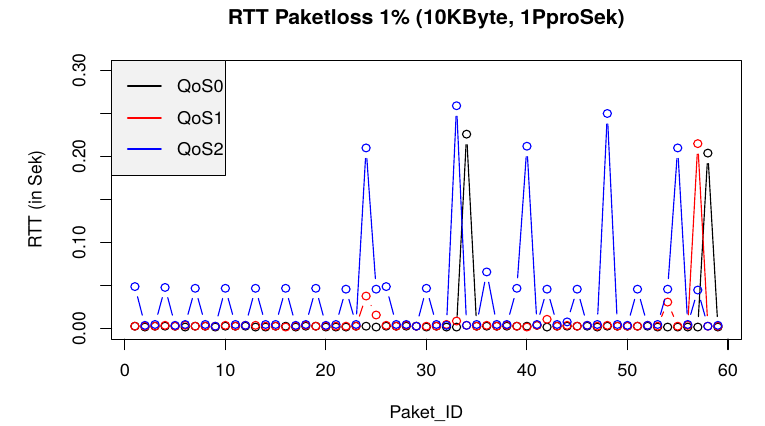 RTT Paketloss 1% (10KByte, 1PproSek)
QoS0
QoS1
QoS2
RTT (in Sek)
0.30
0.20
0.10
0.00
0 10 20 30 40 50 60
Paket_ID